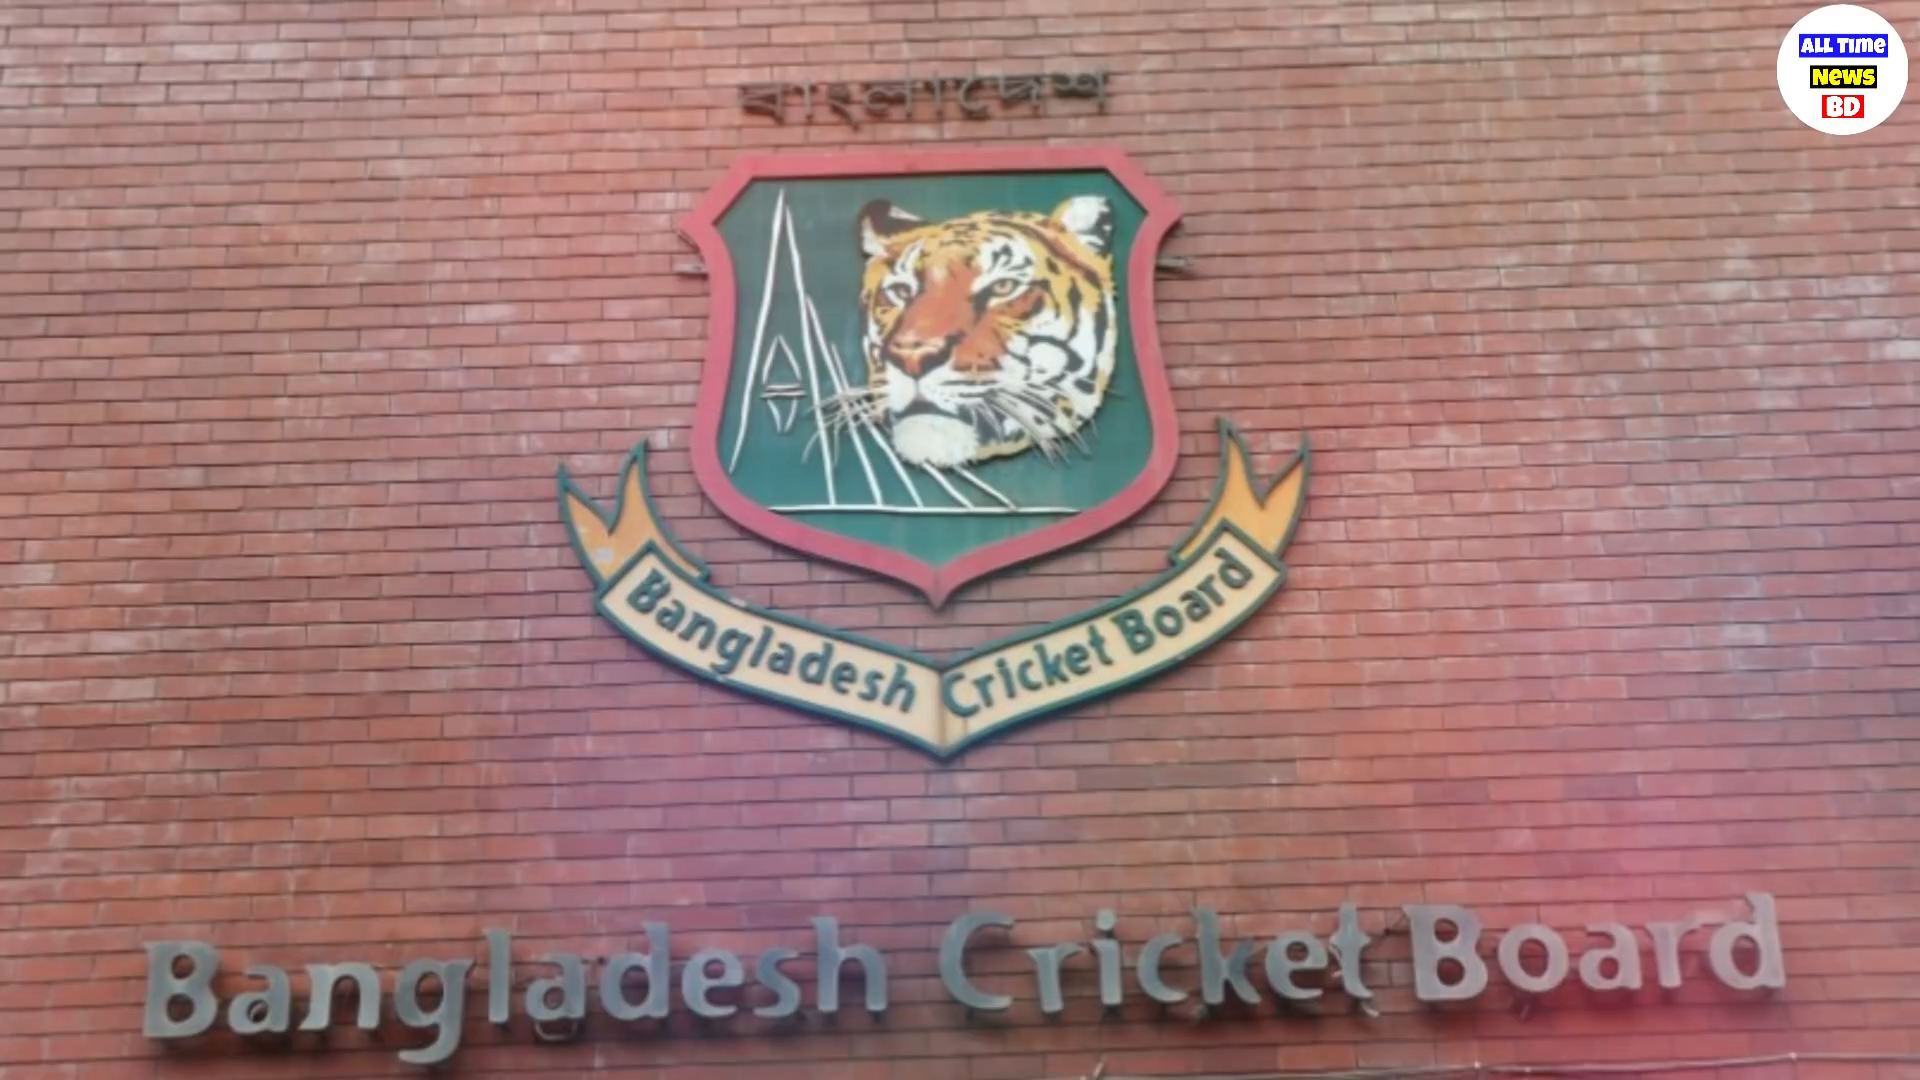 ALL TIME
NEWS
BD
বাংলাদেশ
Bangladesh Cricket Board
Bangladesh Cricket Board